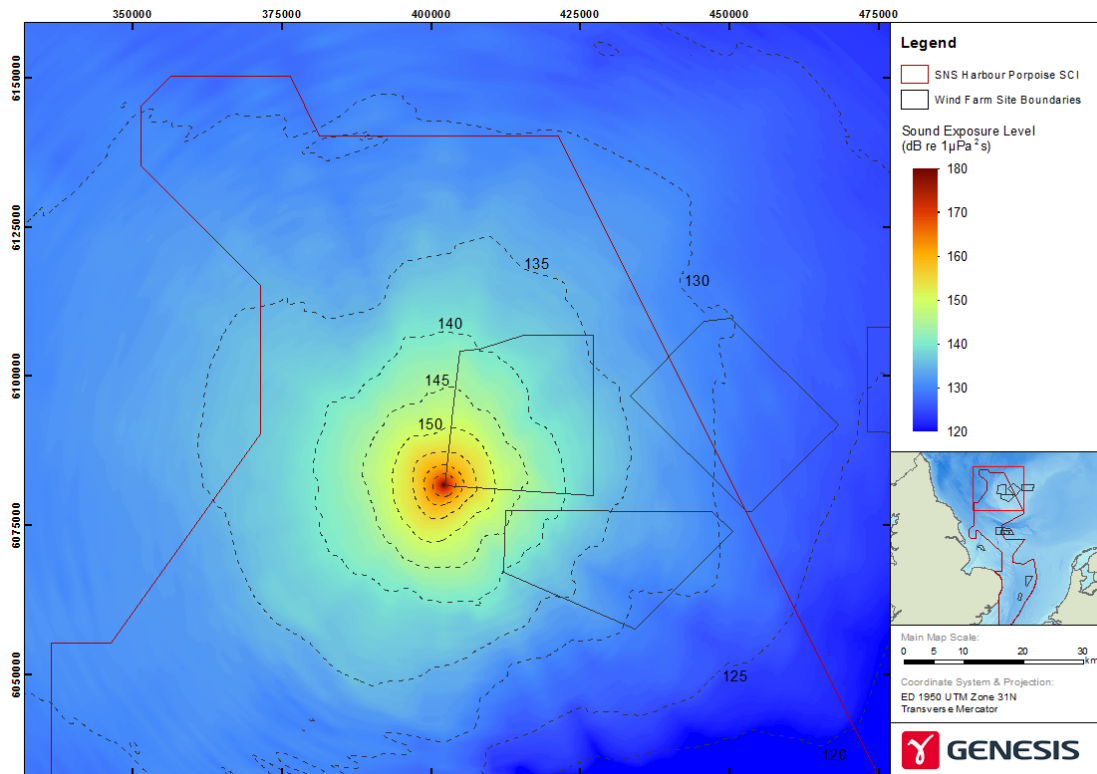 350000 375000 400000 425000 450000 475000
6150000
6125000
6100000
6075000
6050000
135
130
140
145
150
125
120
Legend
SNS Harbour Porpoise SCI
Wind Farm Site Boundaries
Sound Exposure Level
(dB re 1µPa²s)
180
170
160
150
140
130
120
Main Map Scale:
0 5 10 20 30
km
Coordinate System & Projection:
ED 1950 UTM Zone 31N
Transverse Mercator
GENESIS